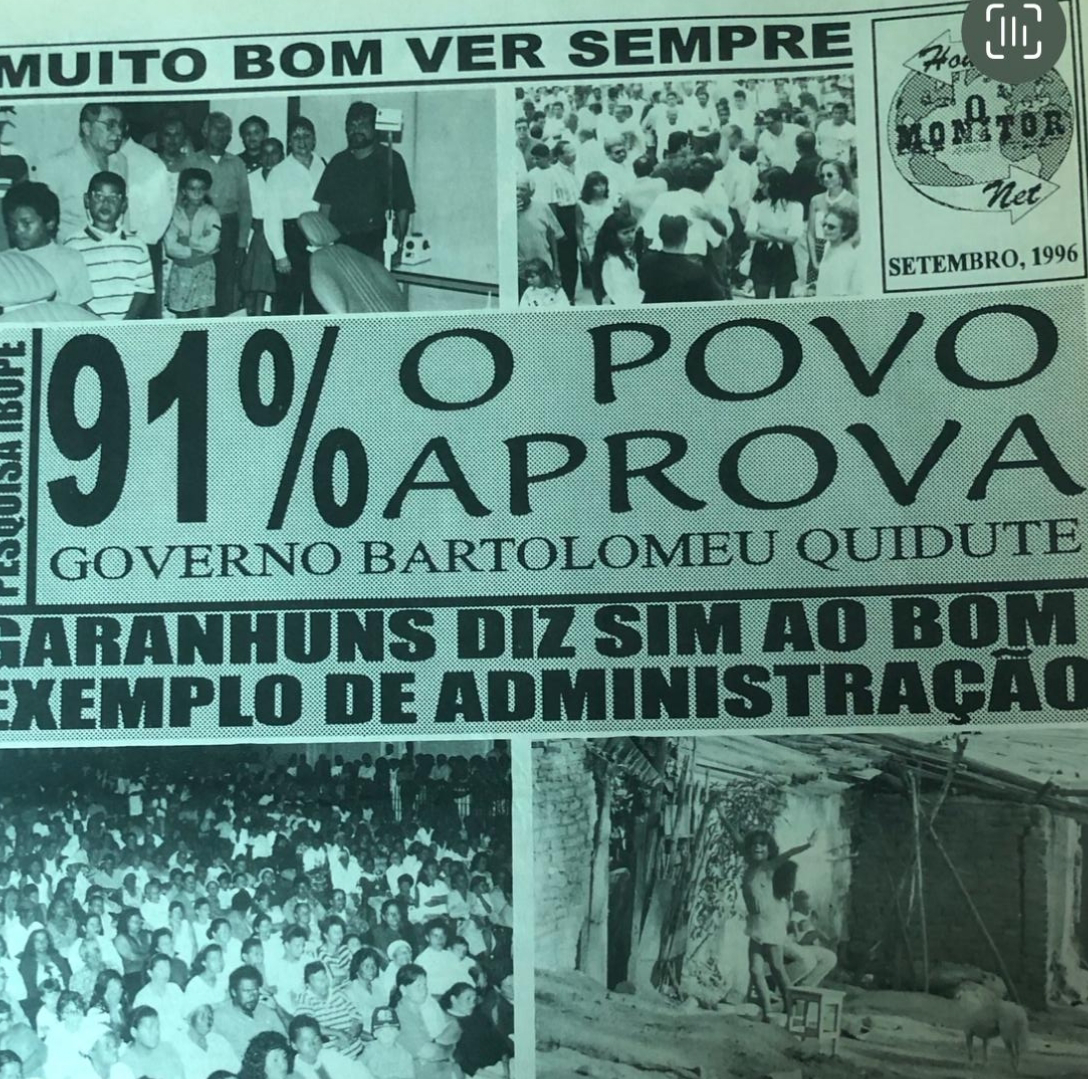 MUITO BOM VER SEMPRE
O
MONITOR
Net
SETEMBRO, 1996
PESQUISA IBOPE
91% O POVO
APROVA
GOVERNO BARTOLOMEU QUIDUTE
GARANHUNS DIZ SIM AO BOM
EXEMPLO DE ADMINISTRAÇÃO